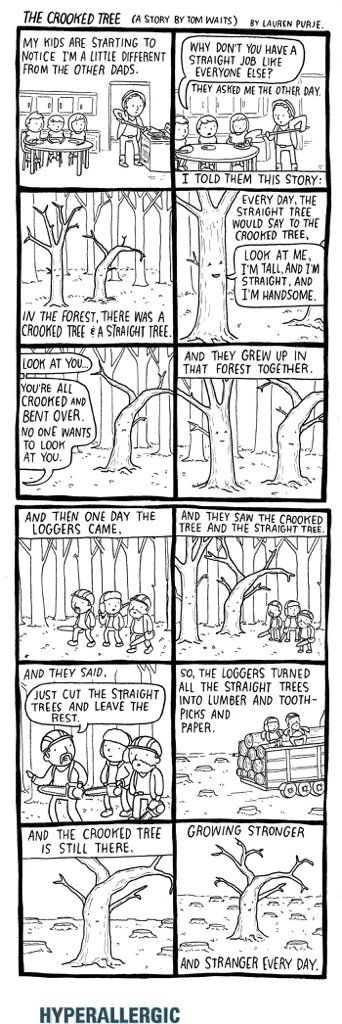 THE CROOKED TREE (A STORY BY TOM WAITS) BY LAUREN PURJE.
MY KIDS ARE STARTING TO
NOTICE I'M A LITTLE DIFFERENT
FROM THE OTHER DADS.
WHY DON'T YOU HAVE A
STRAIGHT JOB LIKE
EVERYONE ELSE?
THEY ASKED ME THE OTHER DAY.
I TOLD THEM THIS STORY:
IN THE FOREST, THERE WAS A
CROOKED TREE & A STRAIGHT TREE.
EVERY DAY, THE
STRAIGHT TREE
WOULD SAY TO THE
CROOKED TREE,
LOOK AT ME,
I'M TALL, AND I'M
STRAIGHT, AND
I'M HANDSOME.
LOOK AT YOU...
YOU'RE ALL
CROOKED AND
BENT OVER.
NO ONE WANTS
TO LOOK
AT YOU.
AND THEY GREW UP IN
THAT FOREST TOGETHER.
AND THEN ONE DAY THE
LOGGERS CAME,
AND THEY SAW THE CROOKED
TREE AND THE STRAIGHT TREE.
AND THEY SAID,
JUST CUT THE STRAIGHT
TREES AND LEAVE THE
REST.
SO, THE LOGGERS TURNED
ALL THE STRAIGHT TREES
INTO LUMBER AND TOOTH-
PICKS AND
PAPER.
AND THE CROOKED TREE
IS STILL THERE.
GROWING STRONGER
AND STRANGER EVERY DAY.
HYPERALLERGIC